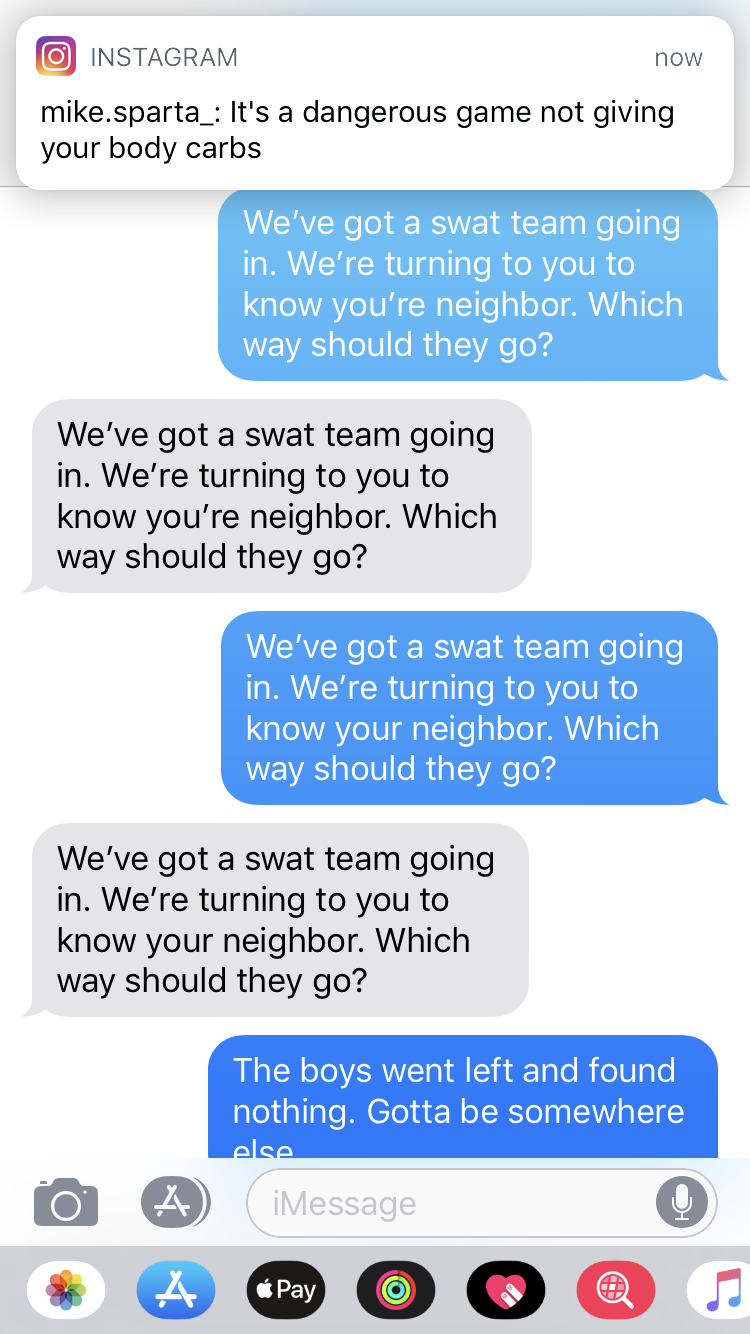 INSTAGRAM
now
mike.sparta_: It's a dangerous game not giving
your body carbs
We’ve got a swat team going
in. We’re turning to you to
know you’re neighbor. Which
way should they go?
We’ve got a swat team going
in. We’re turning to you to
know you’re neighbor. Which
way should they go?
We’ve got a swat team going
in. We’re turning to you to
know your neighbor. Which
way should they go?
We’ve got a swat team going
in. We’re turning to you to
know your neighbor. Which
way should they go?
The boys went left and found
nothing. Gotta be somewhere
else
iMessage
Pay